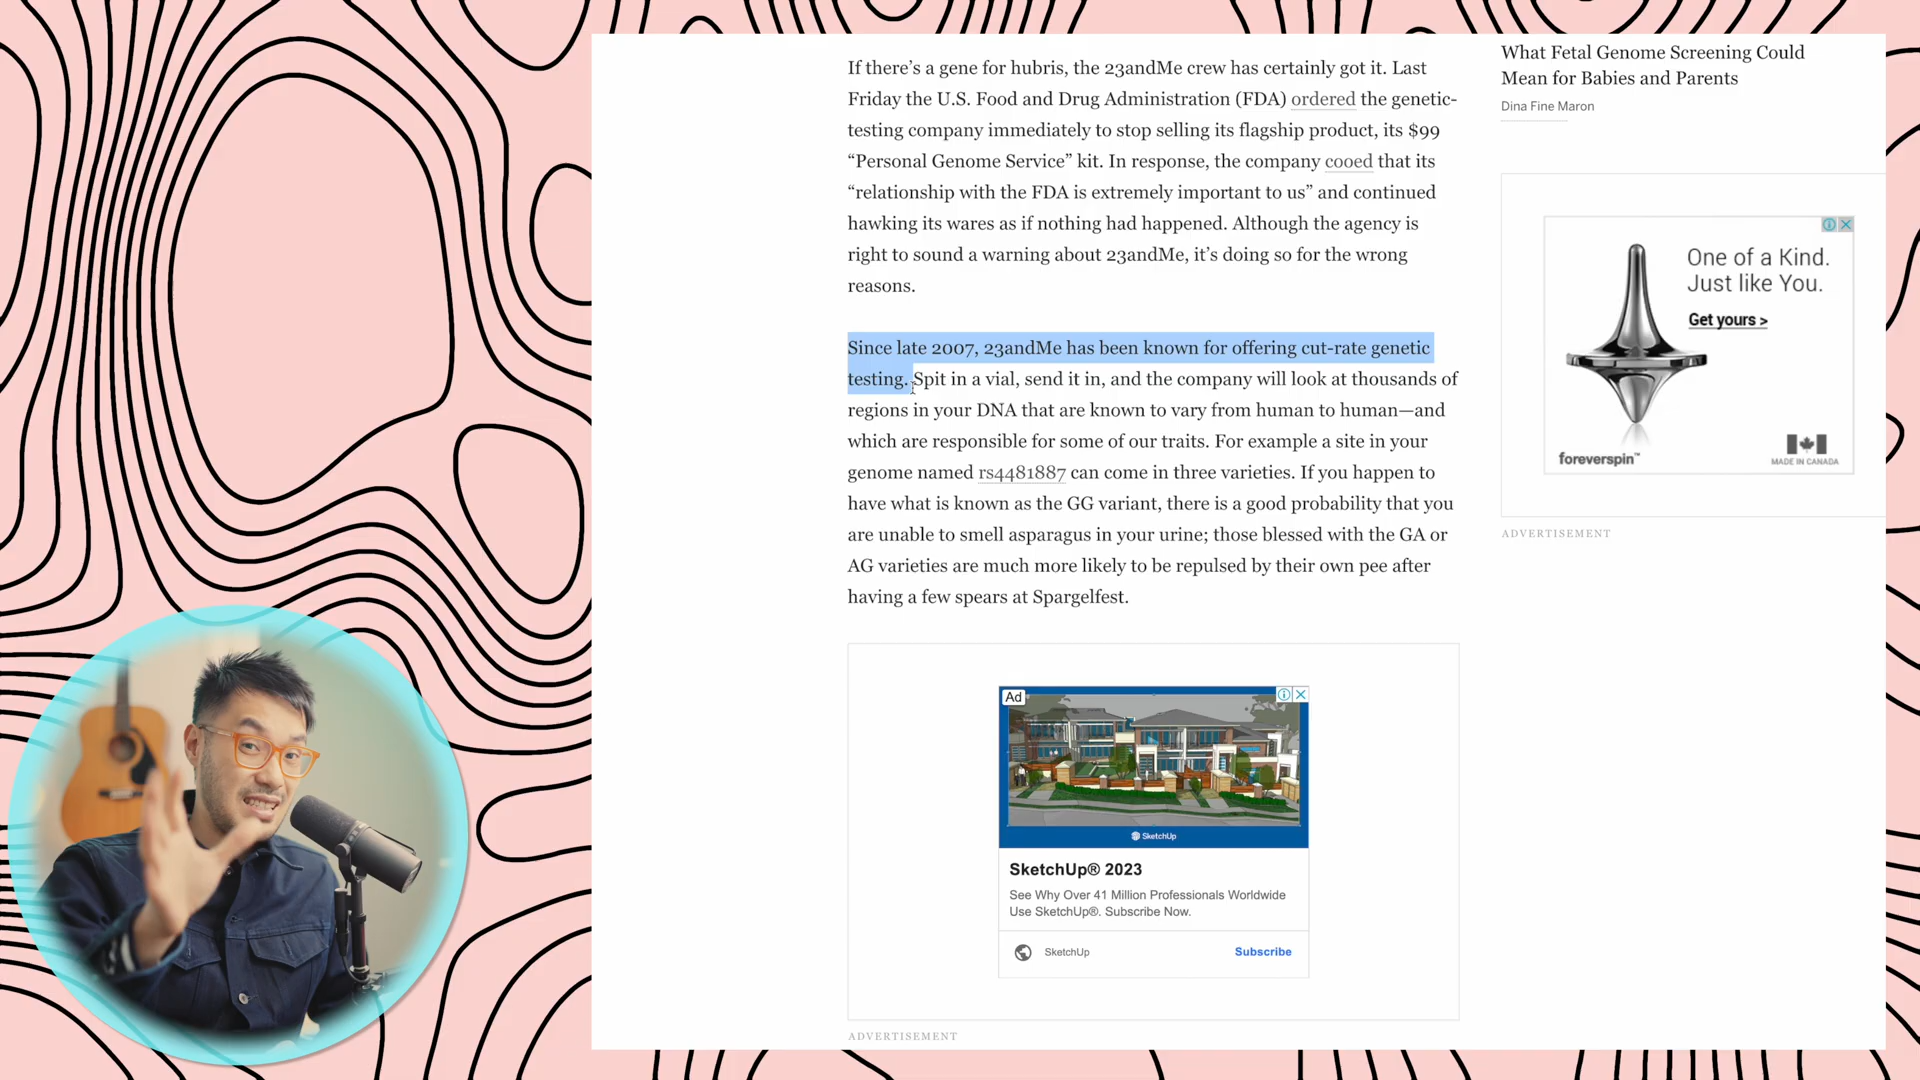 If there’s a gene for hubris, the 23andMe crew has certainly got it. Last
Friday the U.S. Food and Drug Administration (FDA) ordered the genetic-
testing company immediately to stop selling its flagship product, its $99
“Personal Genome Service” kit. In response, the company cooed that its
“relationship with the FDA is extremely important to us” and continued
hawking its wares as if nothing had happened. Although the agency is
right to sound a warning about 23andMe, it’s doing so for the wrong
reasons.
Since late 2007, 23andMe has been known for offering cut-rate genetic
testing. Spit in a vial, send it in, and the company will look at thousands of
regions in your DNA that are known to vary from human to human—and
which are responsible for some of our traits. For example a site in your
genome named rs4481887 can come in three varieties. If you happen to
have what is known as the GG variant, there is a good probability that you
are unable to smell asparagus in your urine; those blessed with the GA or
AG varieties are much more likely to be repulsed by their own pee after
having a few spears at Spargelfest.
Ad
SketchUp
SketchUp® 2023
See Why Over 41 Million Professionals Worldwide
Use SketchUp®. Subscribe Now.
SketchUp
Subscribe
ADVERTISEMENT
What Fetal Genome Screening Could
Mean for Babies and Parents
Dina Fine Maron
One of a Kind.
Just like You.
Get yours >
foreverspin™
MADE IN CANADA
ADVERTISEMENT